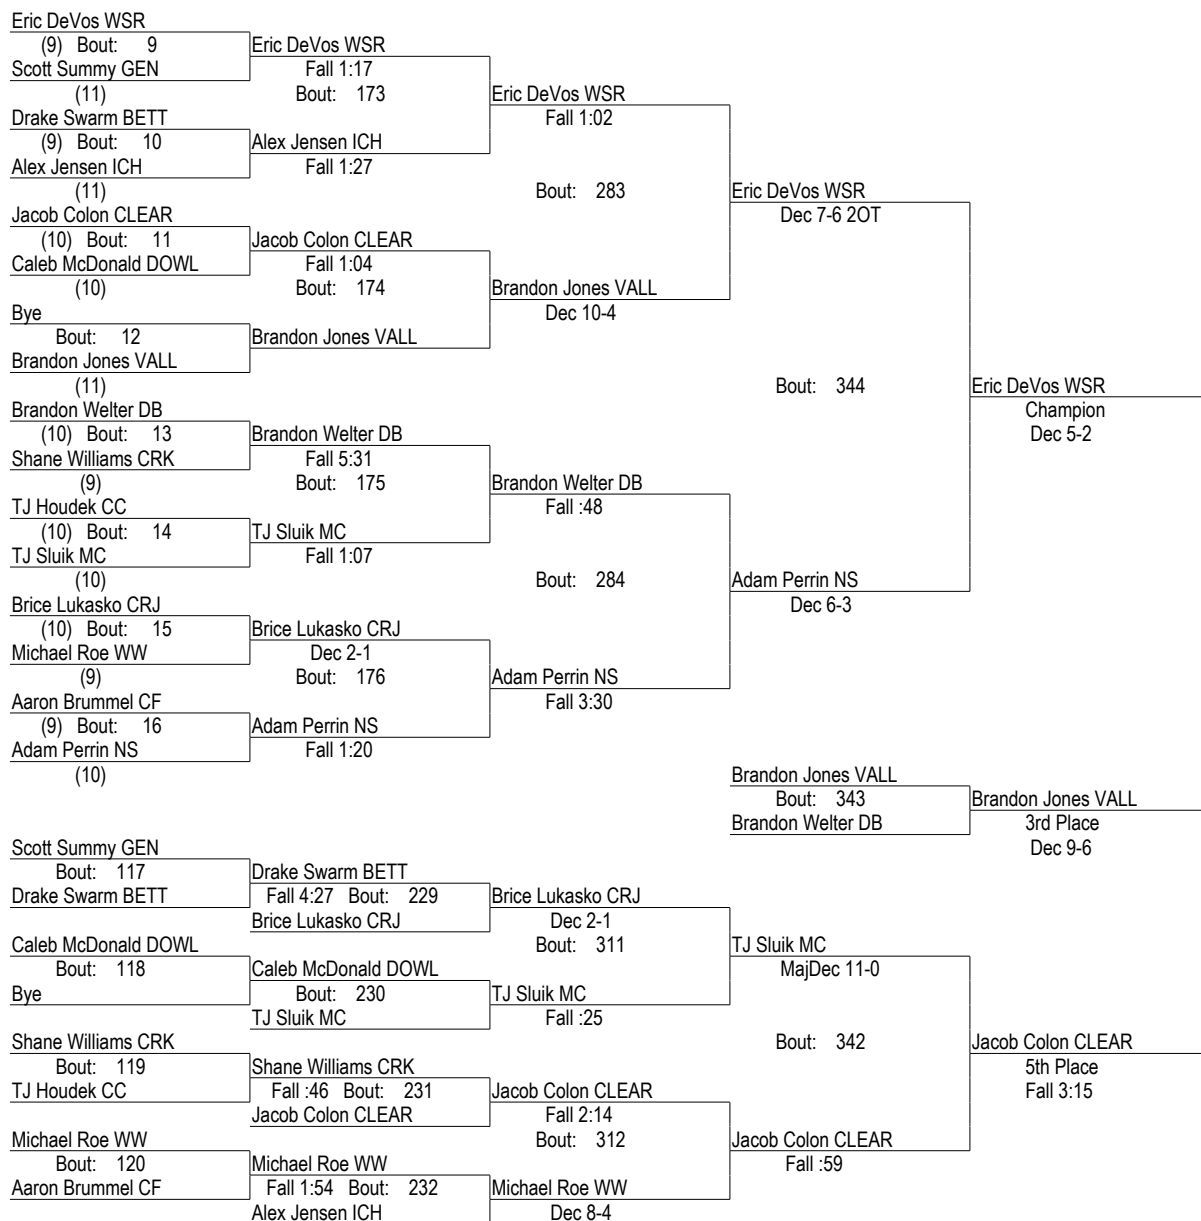 Eric DeVos WSR
(9) Bout: 9 Eric DeVos WSR
Scott Summy GEN Fall 1:17
(11) Bout: 173 Eric DeVos WSR
Drake Swarm BETT Fall 1:02
(9) Bout: 10 Alex Jensen ICH
Alex Jensen ICH Fall 1:27
(11) Bout: 283 Eric DeVos WSR
Jacob Colon CLEAR Dec 7-6 2OT
(10) Bout: 11 Jacob Colon CLEAR
Caleb McDonald DOWL Fall 1:04
(10) Bout: 174 Brandon Jones VALL
Bye Dec 10-4
Bout: 12 Brandon Jones VALL
Brandon Jones VALL
(11) Bout: 344 Eric DeVos WSR
Brandon Welter DB Champion
(10) Bout: 13 Brandon Welter DB Dec 5-2
Shane Williams CRK Fall 5:31
(9) Bout: 175 Brandon Welter DB
TJ Houdek CC Fall :48
(10) Bout: 14 TJ Sluik MC
TJ Sluik MC Fall 1:07
(10) Bout: 284 Adam Perrin NS
Brice Lukasko CRJ Dec 6-3
(10) Bout: 15 Brice Lukasko CRJ
Michael Roe WW Dec 2-1
(9) Bout: 176 Adam Perrin NS
Aaron Brummel CF Fall 3:30
(9) Bout: 16 Adam Perrin NS
Adam Perrin NS Fall 1:20
(10) Brandon Jones VALL
Bout: 343 Brandon Jones VALL
Brandon Welter DB 3rd Place
Scott Summy GEN Dec 9-6
Bout: 117 Drake Swarm BETT
Drake Swarm BETT Fall 4:27 Bout: 229 Brice Lukasko CRJ
Brice Lukasko CRJ Dec 2-1
Caleb McDonald DOWL Bout: 311 TJ Sluik MC
Bout: 118 Caleb McDonald DOWL MajDec 11-0
Bye Bout: 230 TJ Sluik MC
TJ Sluik MC Fall :25
Shane Williams CRK Bout: 342 Jacob Colon CLEAR
Bout: 119 Shane Williams CRK 5th Place
TJ Houdek CC Fall :46 Bout: 231 Jacob Colon CLEAR Fall 3:15
Jacob Colon CLEAR Fall 2:14
Michael Roe WW Bout: 312 Jacob Colon CLEAR
Bout: 120 Michael Roe WW Fall :59
Aaron Brummel CF Fall 1:54 Bout: 232 Michael Roe WW
Alex Jensen ICH Dec 8-4